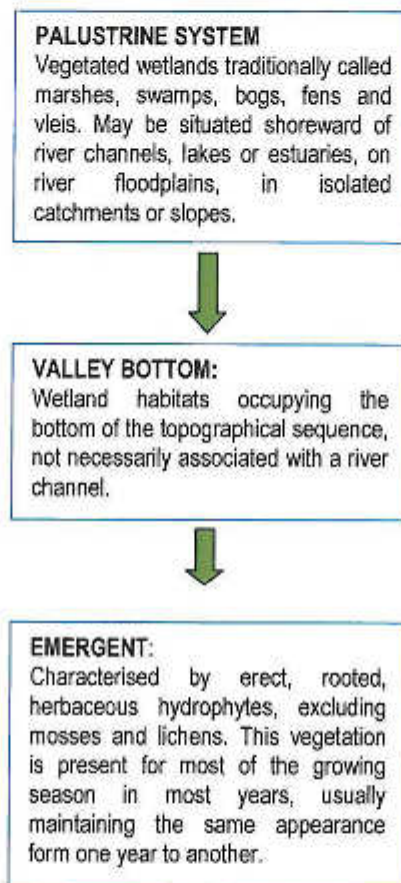 PALUSTRINE SYSTEM
Vegetated wetlands traditionally called
marshes, swamps, bogs, fens and
vleis. May be situated shoreward of
river channels, lakes or estuaries, on
river floodplains, in isolated
catchments or slopes.
VALLEY BOTTOM:
Wetland habitats occupying the
bottom of the topographical sequence,
not necessarily associated with a river
channel.
EMERGENT:
Characterised by erect, rooted,
herbaceous hydrophytes, excluding
mosses and lichens. This vegetation
is present for most of the growing
season in most years, usually
maintaining the same appearance
form one year to another.